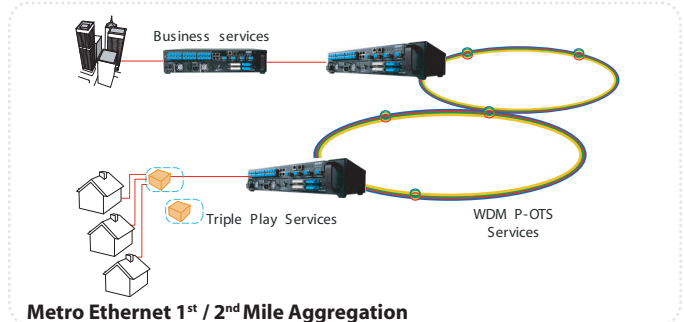 Business services
Triple Play Services
WDM P-OTS
Services
Metro Ethernet 1st / 2nd Mile Aggregation